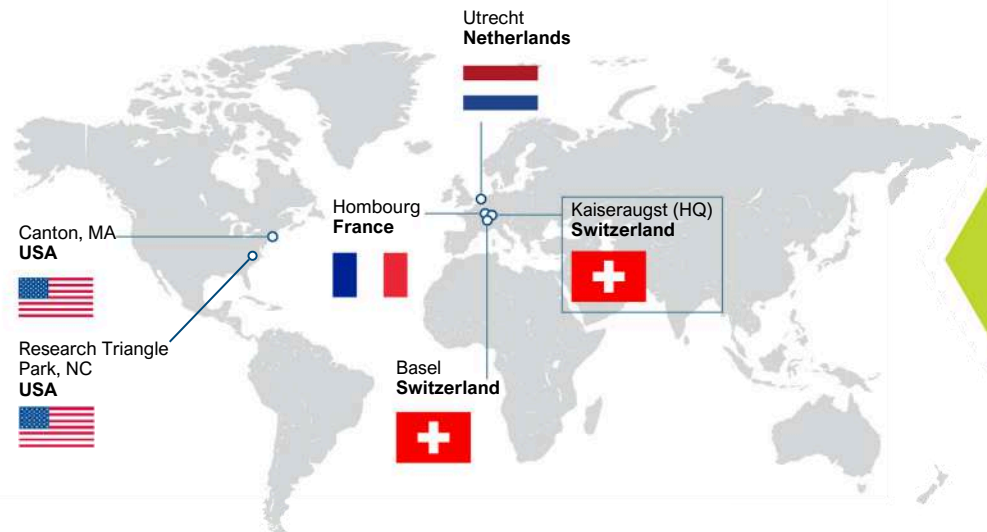 Utrecht
Netherlands
Hombourg
France
Kaiseraugst (HQ)
Switzerland
Canton, MA
USA
Research Triangle
Park, NC
USA
Basel
Switzerland